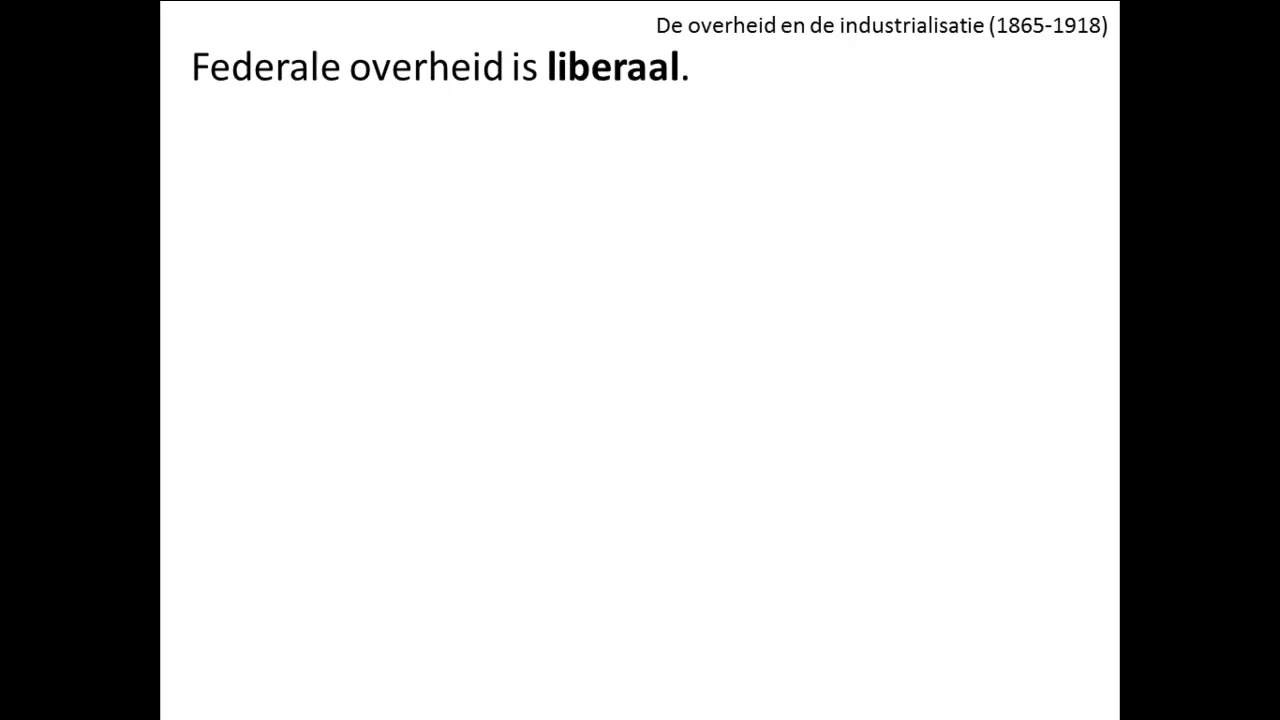 De overheid en de industrialisatie (1865-1918)
Federale overheid is liberaal.